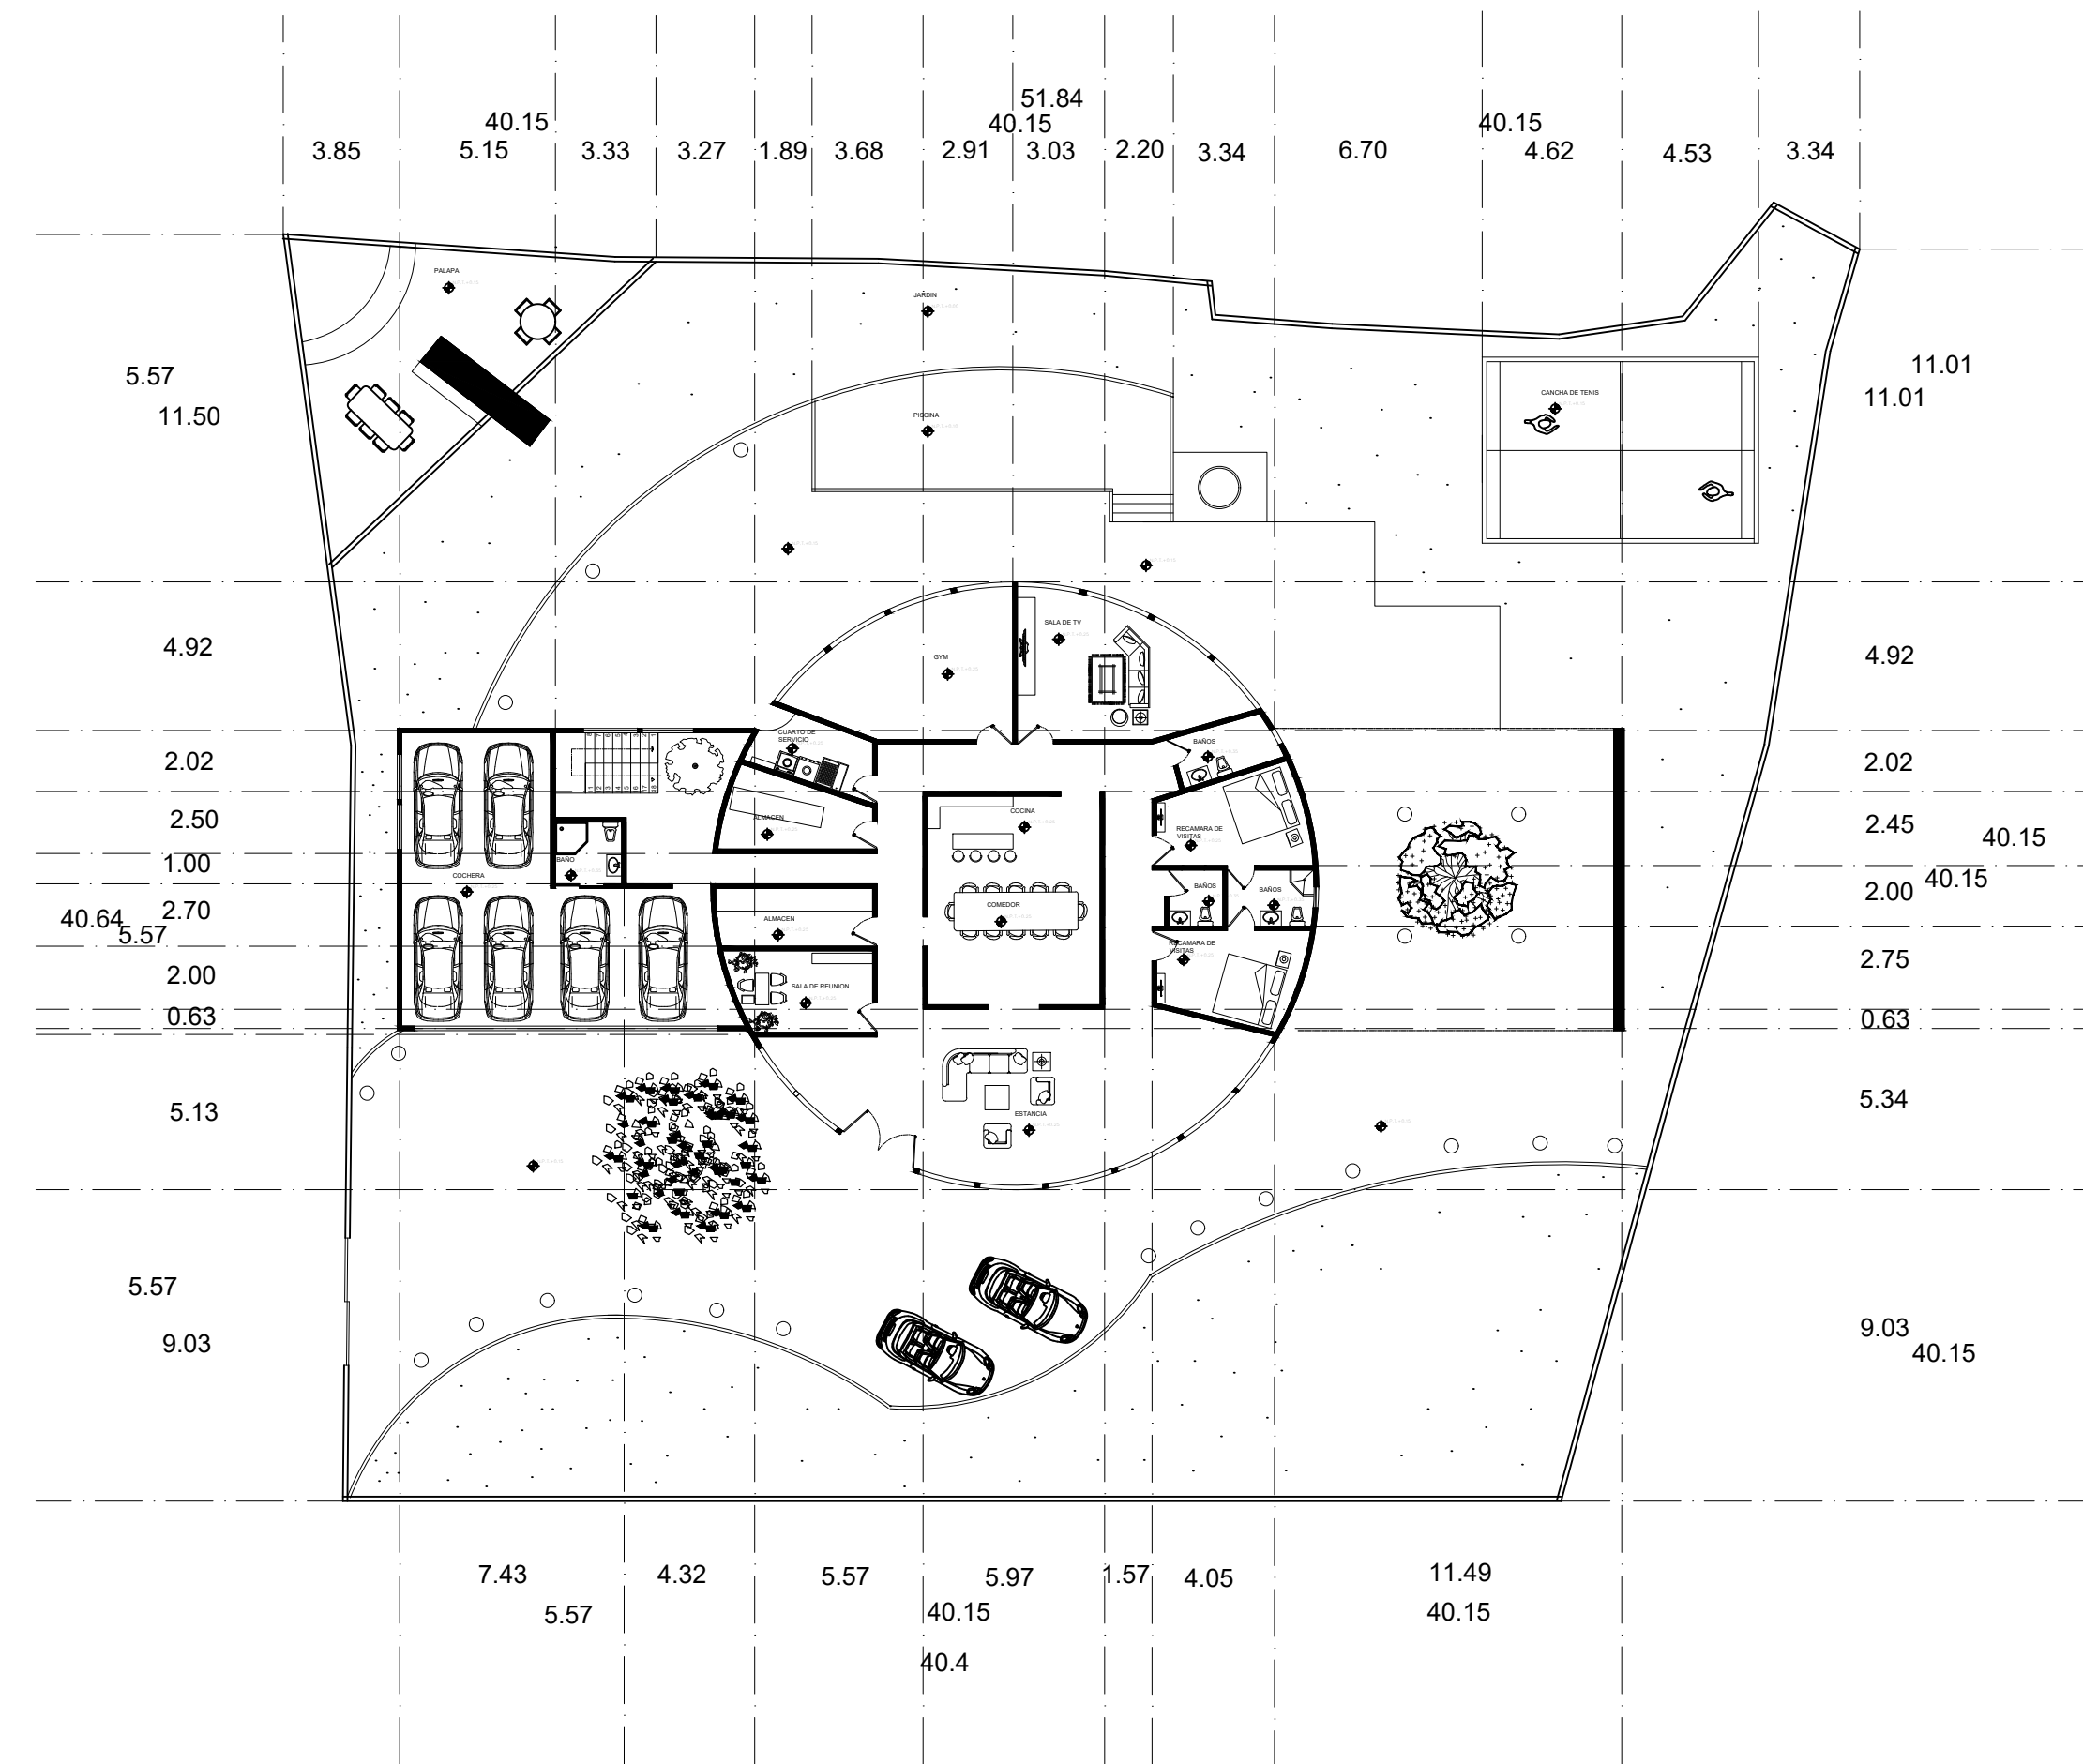 51.84
40.15
40.15
40.15
3.85
5.15
3.33
3.27
1.89
3.68
2.91
3.03
2.20
3.34
6.70
4.62
4.53
3.34
PALAPA
JARDIN
5.57
11.50
11.01
11.01
CANCHA DE TENIS
PISCINA
SALA DE TV
GYM
4.92
4.92
CUARTO DE
SERVICIO
BAÑOS
2.02
2.02
COCINA
ALMACEN
RECAMARA DE
VISITAS
2.50
2.45
40.15
BAÑO
1.00
COCHERA
BAÑOS
BAÑOS
2.00
40.15
COMEDOR
40.64
2.70
5.57
ALMACEN
RECAMARA DE
VISITAS
2.00
2.75
SALA DE REUNION
0.63
0.63
5.13
ESTANCIA
5.34
5.57
9.03
9.03
40.15
7.43
4.32
5.57
5.97
1.57
4.05
11.49
5.57
40.15
40.15
40.4